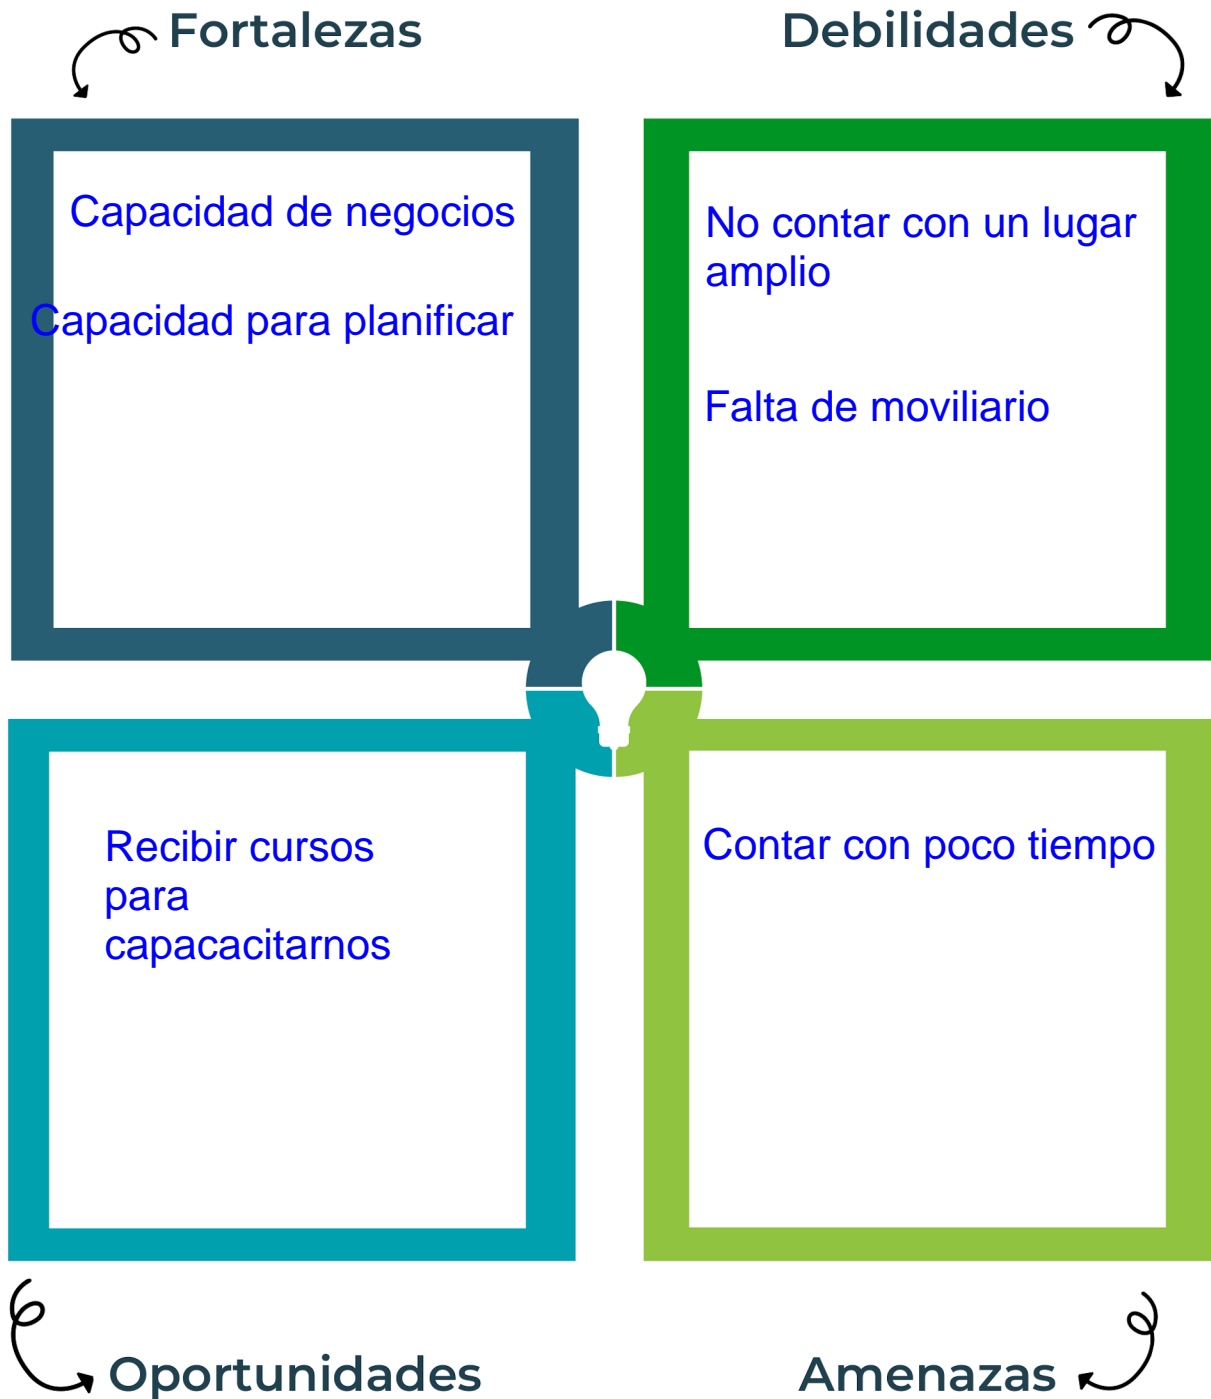 Fortalezas
Debilidades
Capacidad de negocios
Capacidad para planificar
No contar con un lugar
amplio
Falta de moviliario
Recibir cursos
para
capacacitarnos
Contar con poco tiempo
Oportunidades
Amenazas